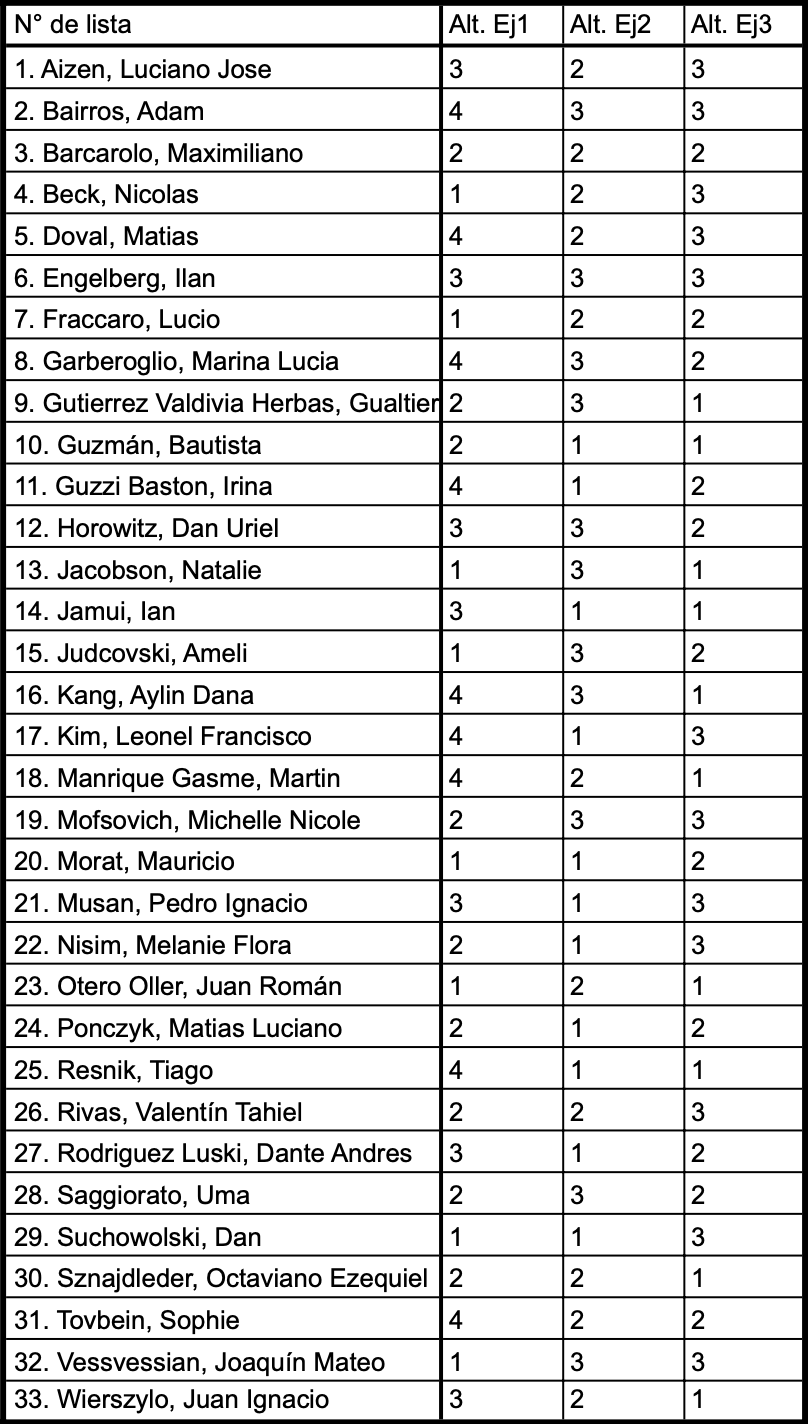 N° de lista Alt. Ej1 Alt. Ej2 Alt. Ej3
1. Aizen, Luciano Jose 3 2 3
2. Bairros, Adam 4 3 3
3. Barcarolo, Maximiliano 2 2 2
4. Beck, Nicolas 1 2 3
5. Doval, Matias 4 2 3
6. Engelberg, Ilan 3 3 3
7. Fraccaro, Lucio 1 2 2
8. Garberoglio, Marina Lucia 4 3 2
9. Gutierrez Valdivia Herbas, Gualtier 2 3 1
10. Guzmán, Bautista 2 1 1
11. Guzzi Baston, Irina 4 1 2
12. Horowitz, Dan Uriel 3 3 2
13. Jacobson, Natalie 1 3 1
14. Jamui, Ian 3 1 1
15. Judcovski, Ameli 1 3 2
16. Kang, Aylin Dana 4 3 1
17. Kim, Leonel Francisco 4 1 3
18. Manrique Gasme, Martin 4 2 1
19. Mofsovich, Michelle Nicole 2 3 3
20. Morat, Mauricio 1 1 2
21. Musan, Pedro Ignacio 3 1 3
22. Nisim, Melanie Flora 2 1 3
23. Otero Oller, Juan Román 1 2 1
24. Ponczyk, Matias Luciano 2 1 2
25. Resnik, Tiago 4 1 1
26. Rivas, Valentín Tahiel 2 2 3
27. Rodriguez Luski, Dante Andres 3 1 2
28. Saggiorato, Uma 2 3 2
29. Suchowolski, Dan 1 1 3
30. Sznajdleder, Octaviano Ezequiel 2 2 1
31. Tovbein, Sophie 4 2 2
32. Vessvessian, Joaquín Mateo 1 3 3
33. Wierszylo, Juan Ignacio 3 2 1